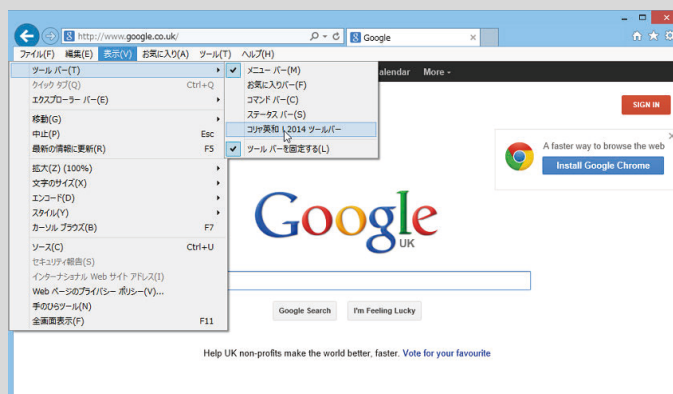 http://www.google.co.uk/
Google
ファイル(F) 編集(E) 表示(V) お気に入り(A) ツール(T) ヘルプ(H)
ツール バー(T)
クイック タブ(Q) Ctrl+Q
エクスプローラー バー(E)
移動(G)
中止(P) Esc
最新の情報に更新(R) F5
拡大(Z) (100%)
文字のサイズ(X)
エンコード(D)
スタイル(Y)
カーソル ブラウズ(B) F7
ソース(C) Ctrl+U
セキュリティ報告(S)
インターナショナル Web サイト アドレス(I)
Web ページのプライバシー ポリシー(V)...
手のひらツール(N)
全画面表示(F) F11
メニュー バー(M)
お気に入りバー(F)
コマンド バー(C)
ステータス バー(S)
コリャ英和 2014 ツールバー
ツール バーを固定する(L)
alendar More
SIGN IN
A faster way to browse the web
Install Google Chrome
Google
UK
Google Search I'm Feeling Lucky
Help UK non-profits make the world better, faster. Vote for your favourite